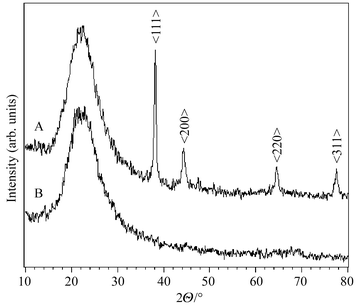 <111>
<200>
<220>
<311>
A
B
Intensity (arb. units)
10 20 30 40 50 60 70 80
2Θ/°